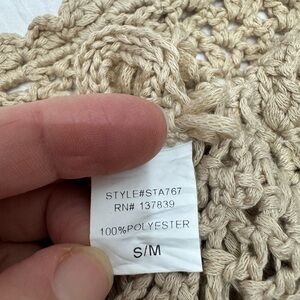 STYLE#STA767
RN# 137839
100%POLYESTER
S/M